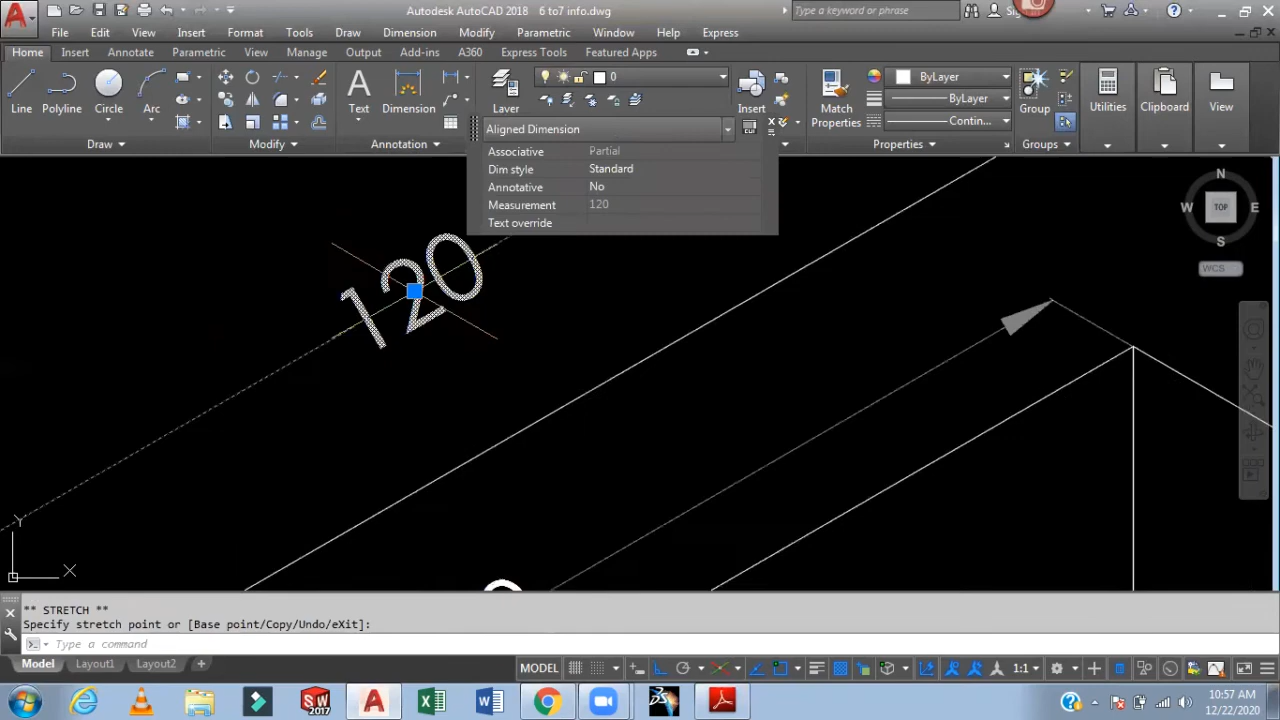 Autodesk AutoCAD 2018 6 to7 info.dwg
Type a keyword or phrase
File Edit View Insert Format Tools Draw Dimension Modify Parametric Window Help Express
Home Insert Annotate Parametric View Manage Output Add-ins A360 Express Tools Featured Apps
0
ByLayer
ByLayer
Contin...
Line Polyline Circle Arc
Text Dimension
Layer
Insert
Match
Properties
Group
Utilities
Clipboard
View
Draw
Modify
Annotation
Properties
Groups
Aligned Dimension
Associative Partial
Dim style Standard
Annotative No
Measurement 120
Text override
N
W TOP E
S
WCS
120
Y
X
** STRETCH **
Specify stretch point or [Base point/Copy/Undo/eXit]:
Type a command
Model Layout1 Layout2 +
MODEL
1:1
SW
2017
10:57 AM
12/22/2020